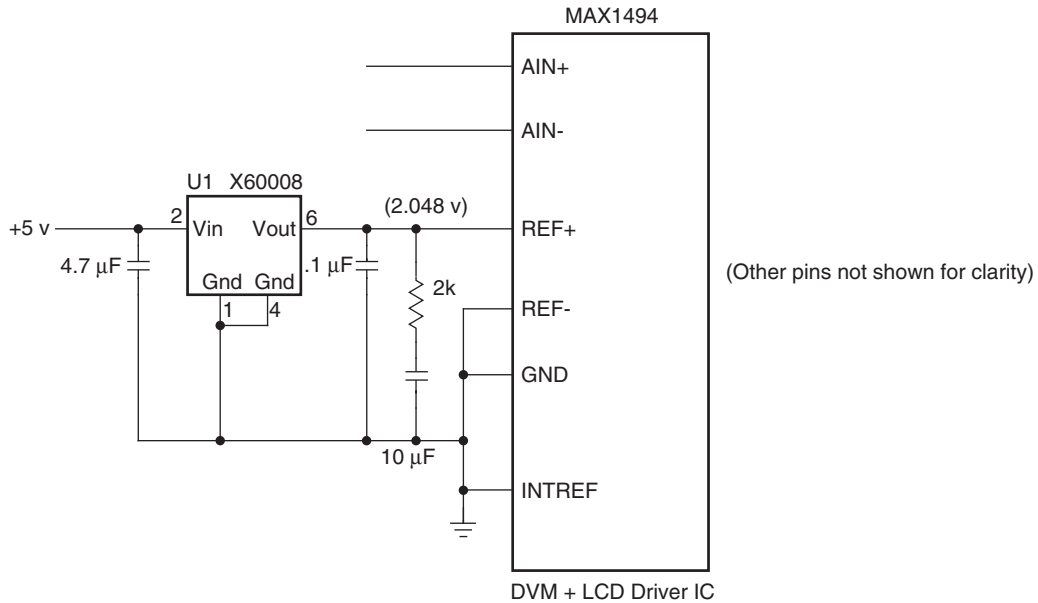 MAX1494
AIN+
AIN-
U1 X60008
(2.048 v)
+5 v
2
Vin
Vout
6
REF+
4.7 μF
Gnd
Gnd
.1 μF
2k
1
4
REF-
(Other pins not shown for clarity)
GND
10 μF
INTREF
DVM + LCD Driver IC